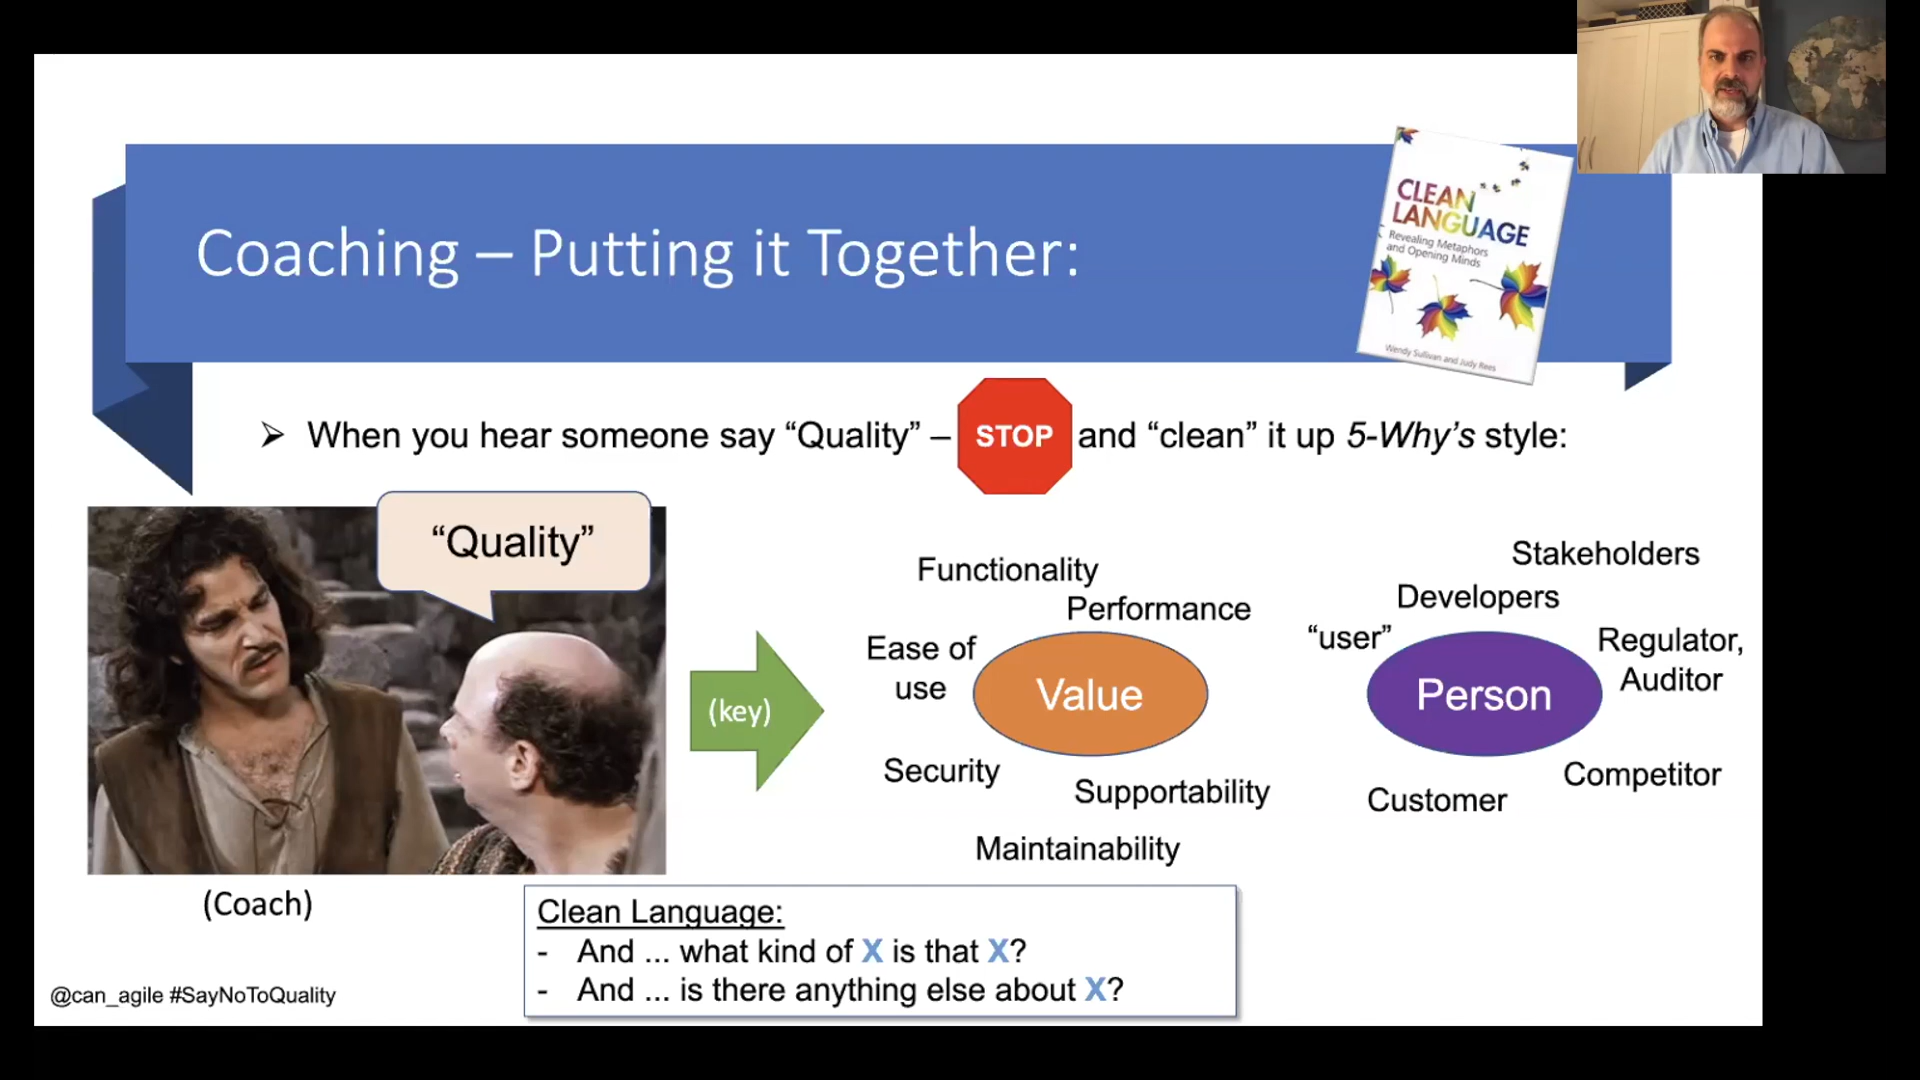 CLEAN
LANGUAGE
Revealing Metaphors
and Opening Minds
Wendy Sullivan and Judy Rees
Coaching – Putting it Together:
➢ When you hear someone say “Quality” – STOP and “clean” it up 5-Why’s style:
“Quality”
(key)
Functionality
Performance
Ease of
use
Value
Security
Supportability
Maintainability
Stakeholders
Developers
“user”
Regulator,
Auditor
Person
Competitor
Customer
(Coach)
Clean Language:
- And ... what kind of X is that X?
- And ... is there anything else about X?
@can_agile #SayNoToQuality